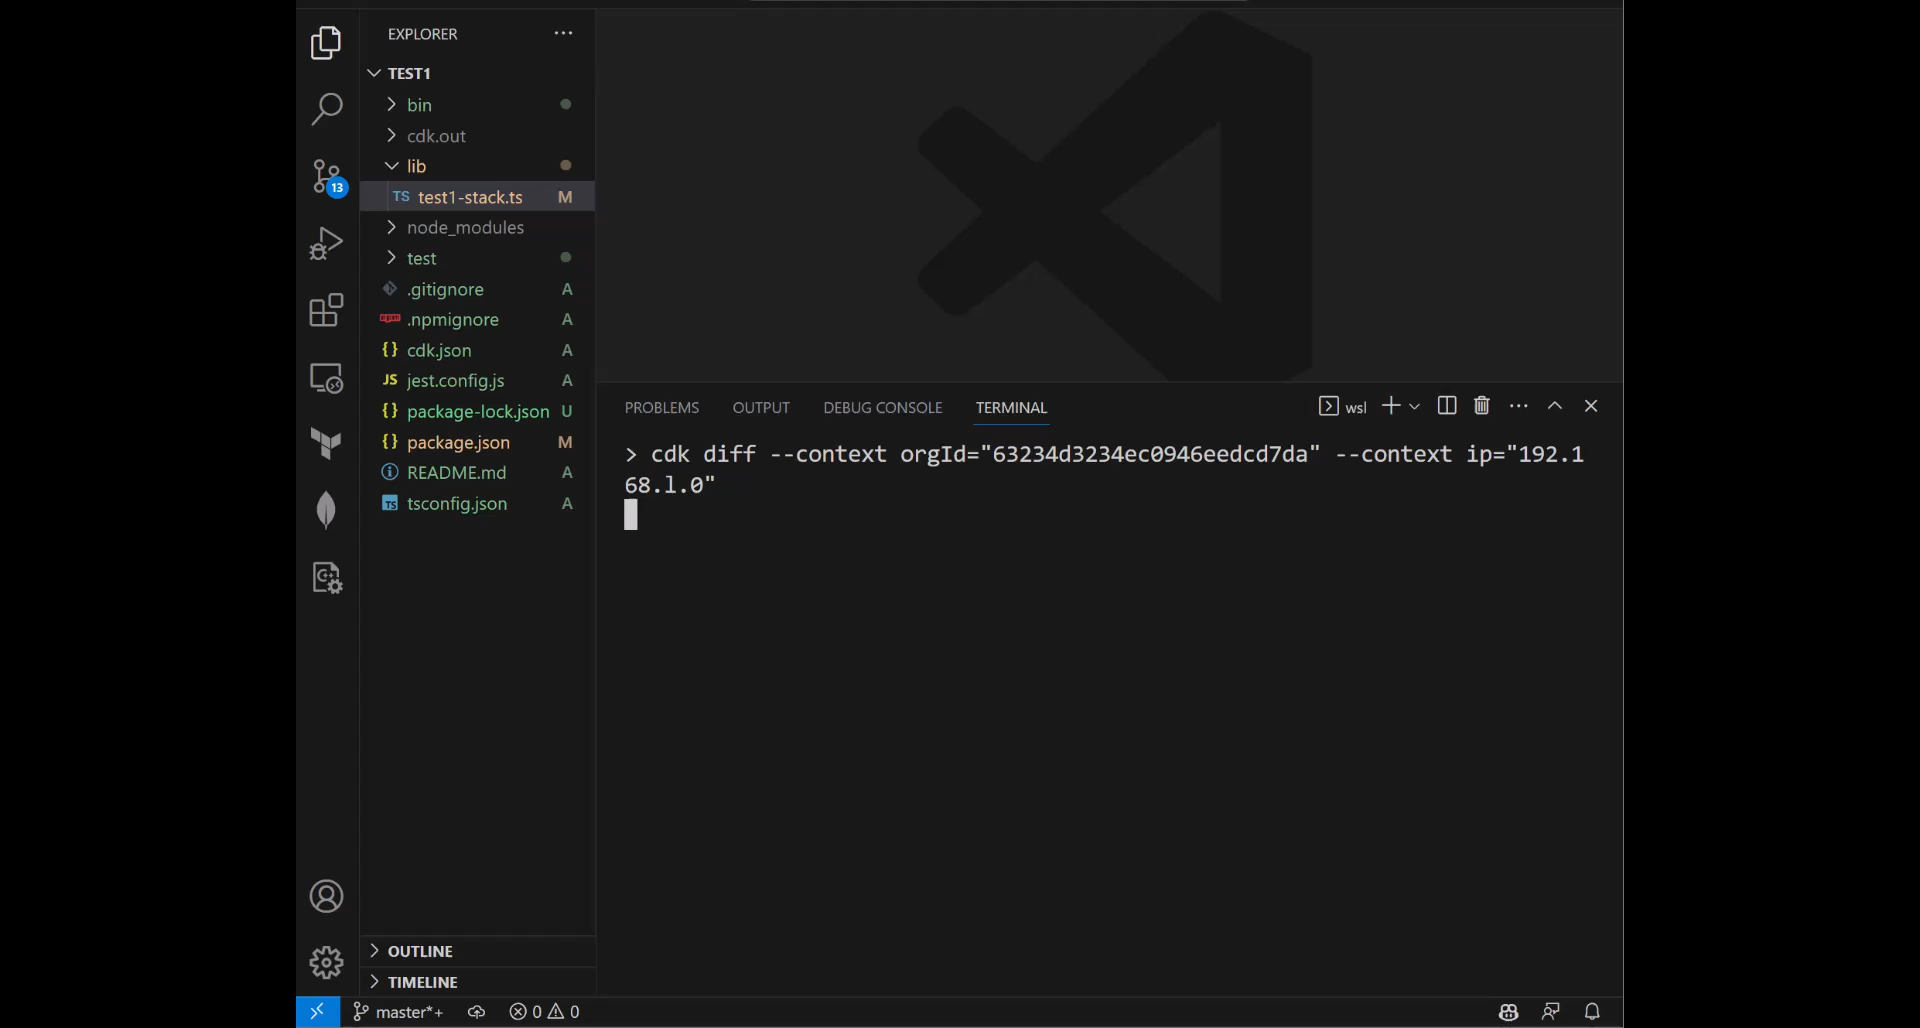 EXPLORER
TEST1
bin
cdk.out
lib
TS test1-stack.ts M
node_modules
test
.gitignore A
.npmignore A
{} cdk.json A
JS jest.config.js A
{} package-lock.json U
{} package.json M
README.md A
TS tsconfig.json A
OUTLINE
TIMELINE
13
PROBLEMS OUTPUT DEBUG CONSOLE TERMINAL
wsl
> cdk diff --context orgId="63234d3234ec0946eedcd7da" --context ip="192.1
68.l.0"
master*+ 0 0